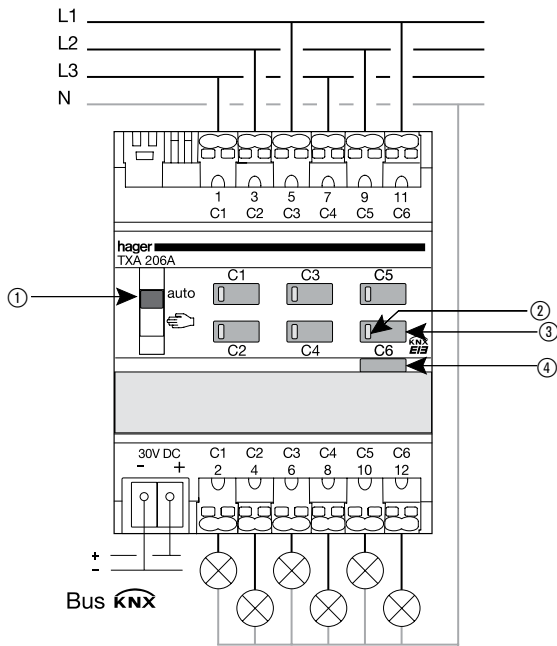 L1
L2
L3
N
1 3 5 7 9 11
C1 C2 C3 C4 C5 C6
hager
TXA 206A
C1 C3 C5
① auto
②
③
C2 C4 C6 KNX
EIB
④
30V DC C1 C2 C3 C4 C5 C6
- + 2 4 6 8 10 12
+
-
Bus KNX